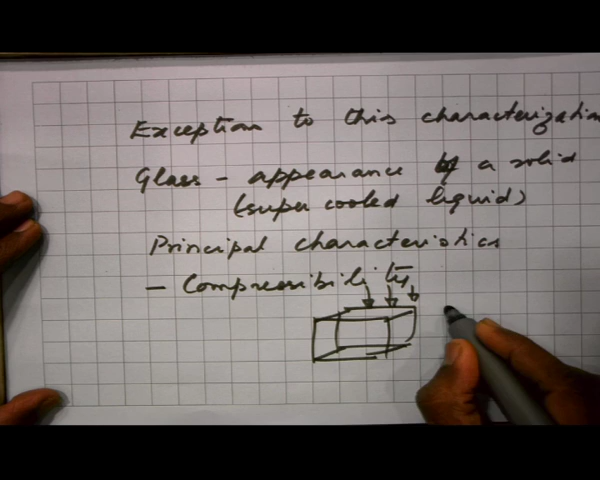 Exception to this characterization
Glass - appearance of a solid
(super cooled liquid)
Principal characteristics
- Compressibility